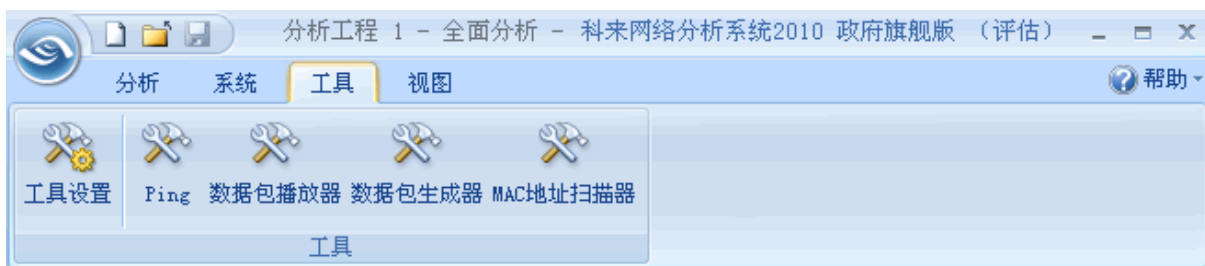 分析工程 1 - 全面分析 - 科来网络分析系统2010 政府旗舰版 （评估）
分析 系统 工具 视图 帮助
工具设置 Ping 数据包播放器 数据包生成器 MAC地址扫描器
工具